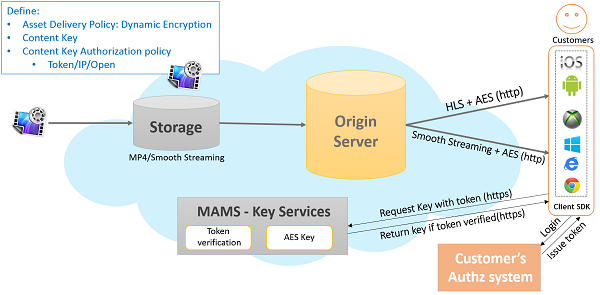 Define:
• Asset Delivery Policy: Dynamic Encryption
• Content Key
• Content Key Authorization policy
• Token/IP/Open
Customers
iOS
Storage
MP4/Smooth Streaming
Origin
Server
HLS + AES (http)
Smooth Streaming + AES (http)
MAMS - Key Services
Token
verification
AES Key
Request Key with token (https)
Return key if token verified(https)
Client SDK
Login
Issue token
Customer's
Authz system